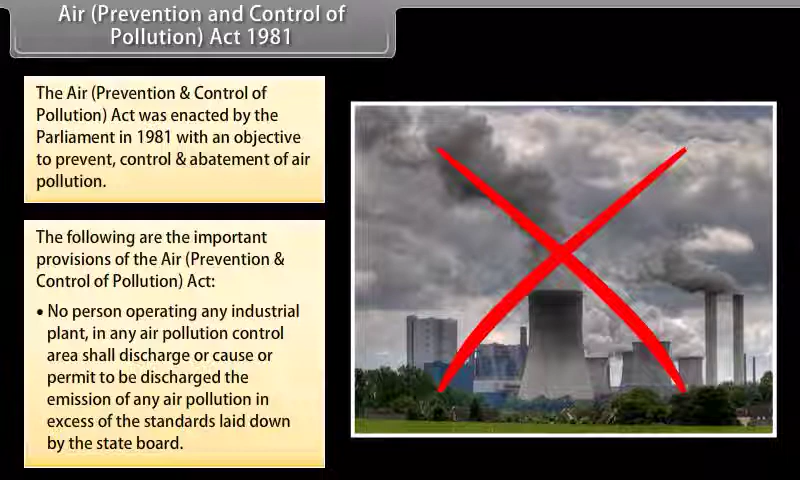 Air (Prevention and Control of
Pollution) Act 1981
The Air (Prevention & Control of
Pollution) Act was enacted by the
Parliament in 1981 with an objective
to prevent, control & abatement of air
pollution.
The following are the important
provisions of the Air (Prevention &
Control of Pollution) Act:
• No person operating any industrial
plant, in any air pollution control
area shall discharge or cause or
permit to be discharged the
emission of any air pollution in
excess of the standards laid down
by the state board.